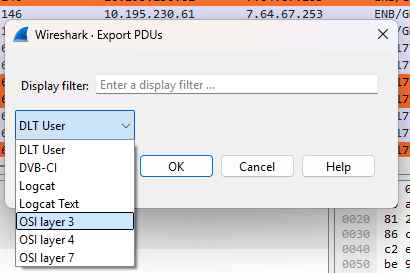 146 10.195.230.61 7.64.67.253 ENB/
Wireshark · Export PDUs
Display filter: Enter a display filter ...
DLT User
DLT User
DVB-CI
Logcat
Logcat Text
OSI layer 3
OSI layer 4
OSI layer 7
OK Cancel Help
0020 81 2
0030 86 c
0040 c2 e
0050 be 9